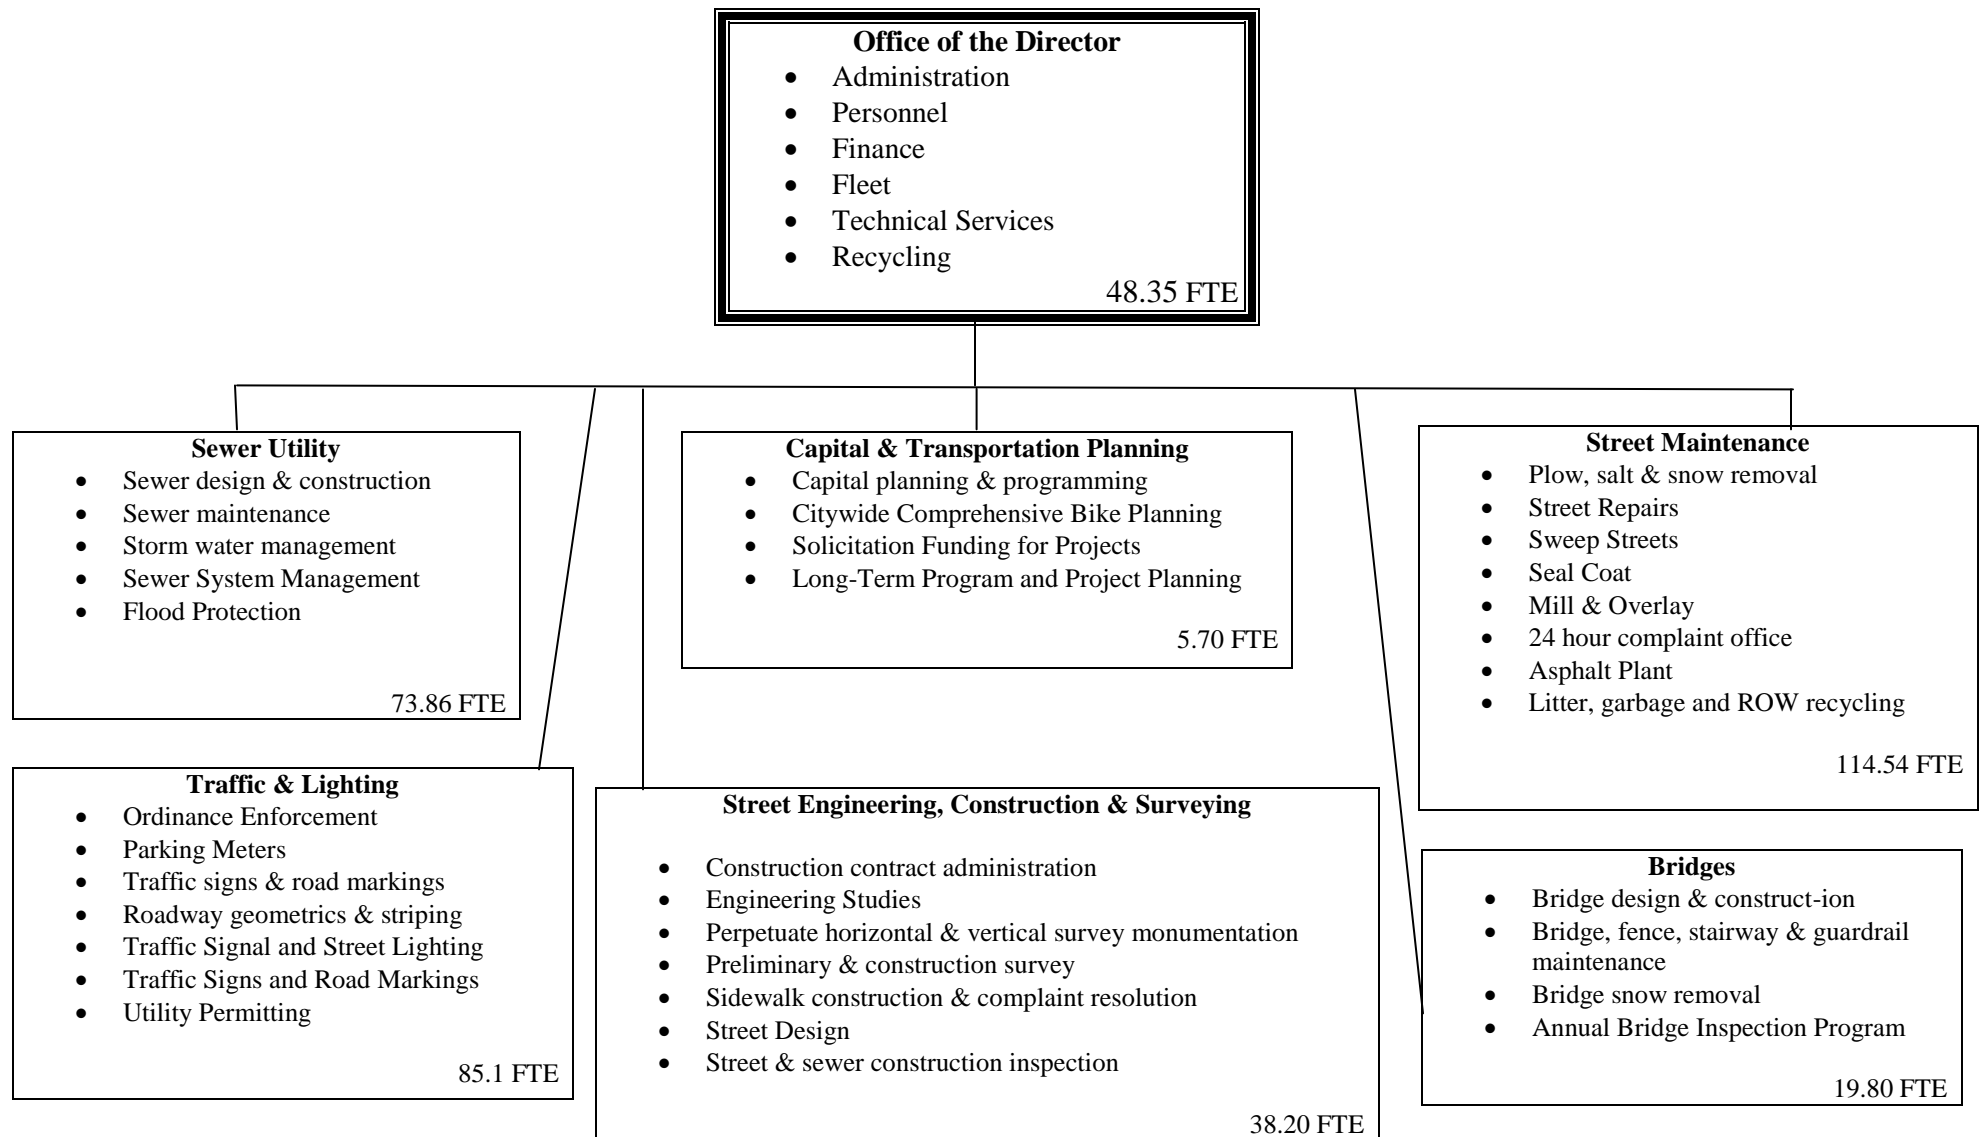 Office of the Director
• Administration
• Personnel
• Finance
• Fleet
• Technical Services
• Recycling
48.35 FTE
Sewer Utility
• Sewer design & construction
• Sewer maintenance
• Storm water management
• Sewer System Management
• Flood Protection
73.86 FTE
Capital & Transportation Planning
• Capital planning & programming
• Citywide Comprehensive Bike Planning
• Solicitation Funding for Projects
• Long-Term Program and Project Planning
5.70 FTE
Street Maintenance
• Plow, salt & snow removal
• Street Repairs
• Sweep Streets
• Seal Coat
• Mill & Overlay
• 24 hour complaint office
• Asphalt Plant
• Litter, garbage and ROW recycling
114.54 FTE
Traffic & Lighting
• Ordinance Enforcement
• Parking Meters
• Traffic signs & road markings
• Roadway geometrics & striping
• Traffic Signal and Street Lighting
• Traffic Signs and Road Markings
• Utility Permitting
85.1 FTE
Street Engineering, Construction & Surveying
• Construction contract administration
• Engineering Studies
• Perpetuate horizontal & vertical survey monumentation
• Preliminary & construction survey
• Sidewalk construction & complaint resolution
• Street Design
• Street & sewer construction inspection
38.20 FTE
Bridges
• Bridge design & construct-ion
• Bridge, fence, stairway & guardrail
maintenance
• Bridge snow removal
• Annual Bridge Inspection Program
19.80 FTE